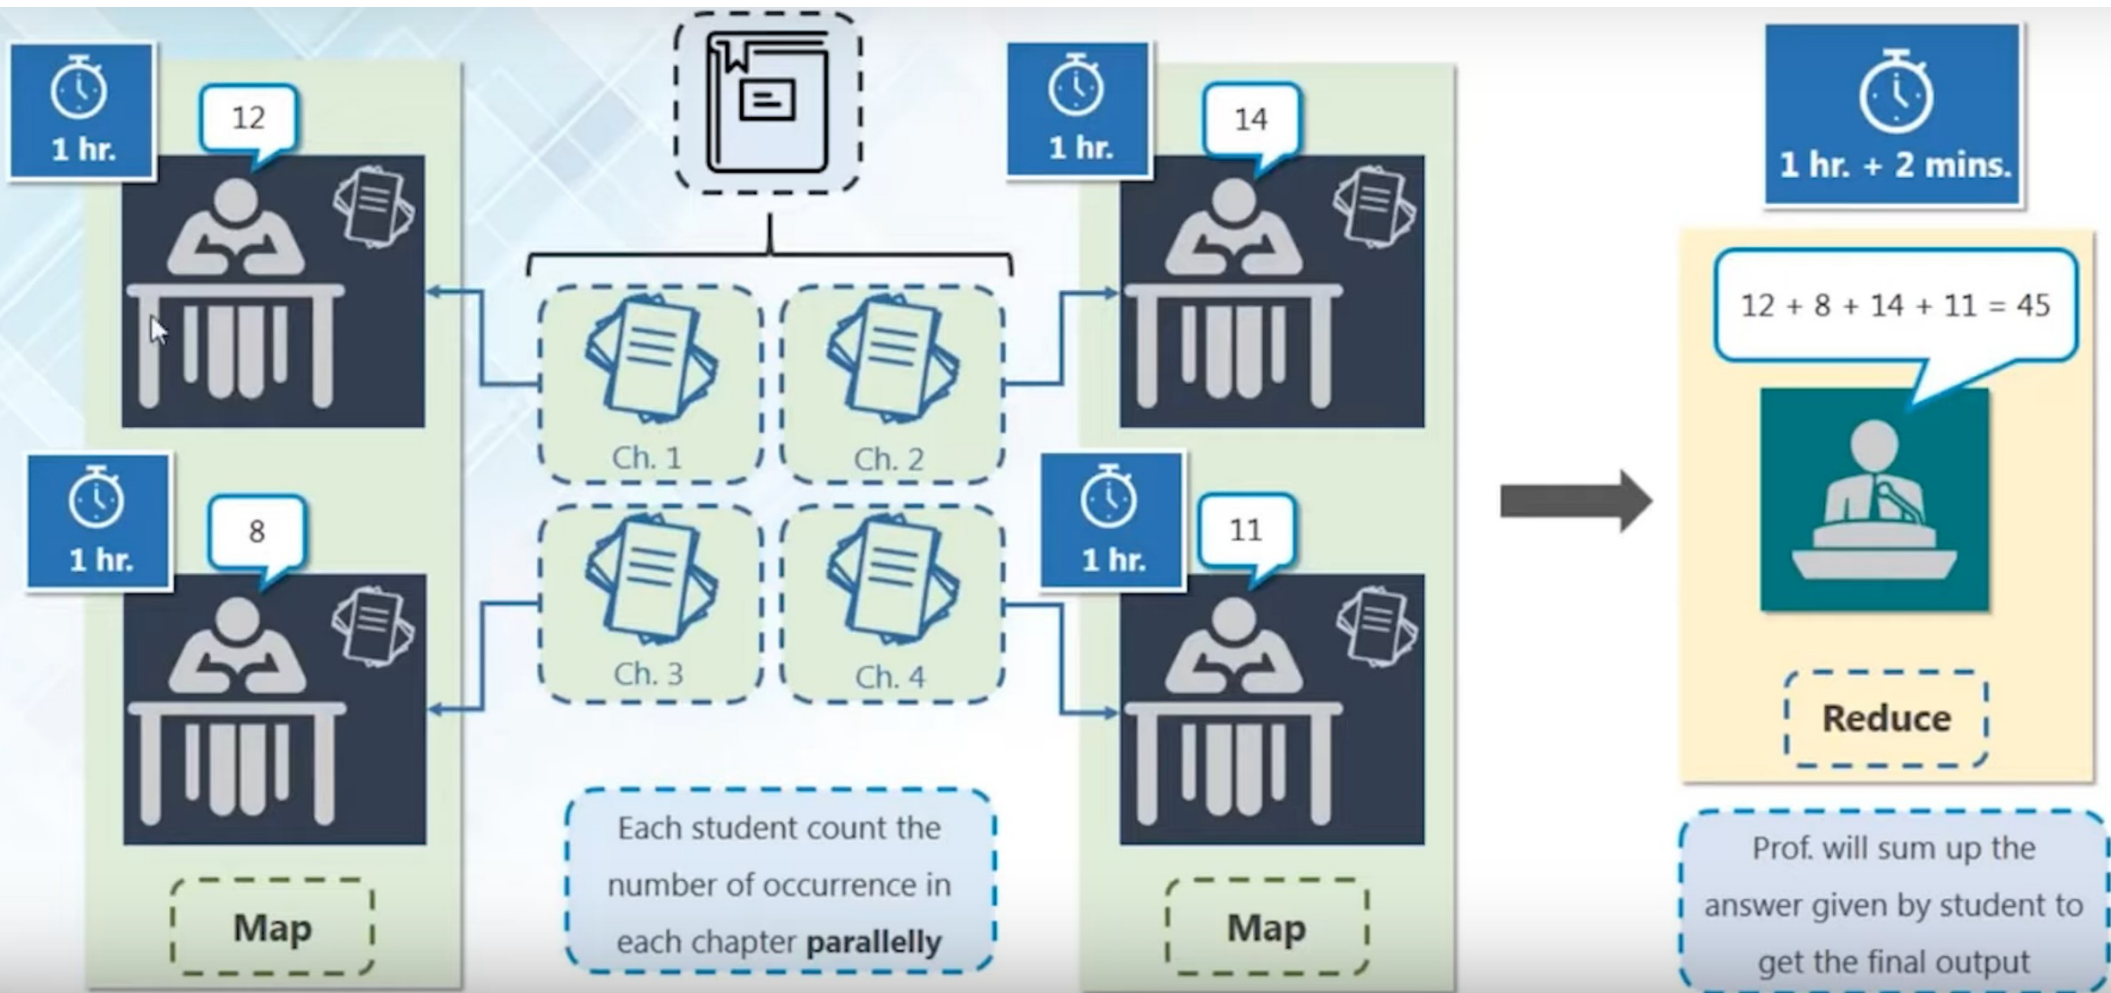 1 hr.
12
1 hr.
14
1 hr. + 2 mins.
12 + 8 + 14 + 11 = 45
Ch. 1
Ch. 2
1 hr.
8
1 hr.
11
Ch. 3
Ch. 4
Reduce
Each student count the
number of occurrence in
each chapter parallelly
Map
Map
Prof. will sum up the
answer given by student to
get the final output